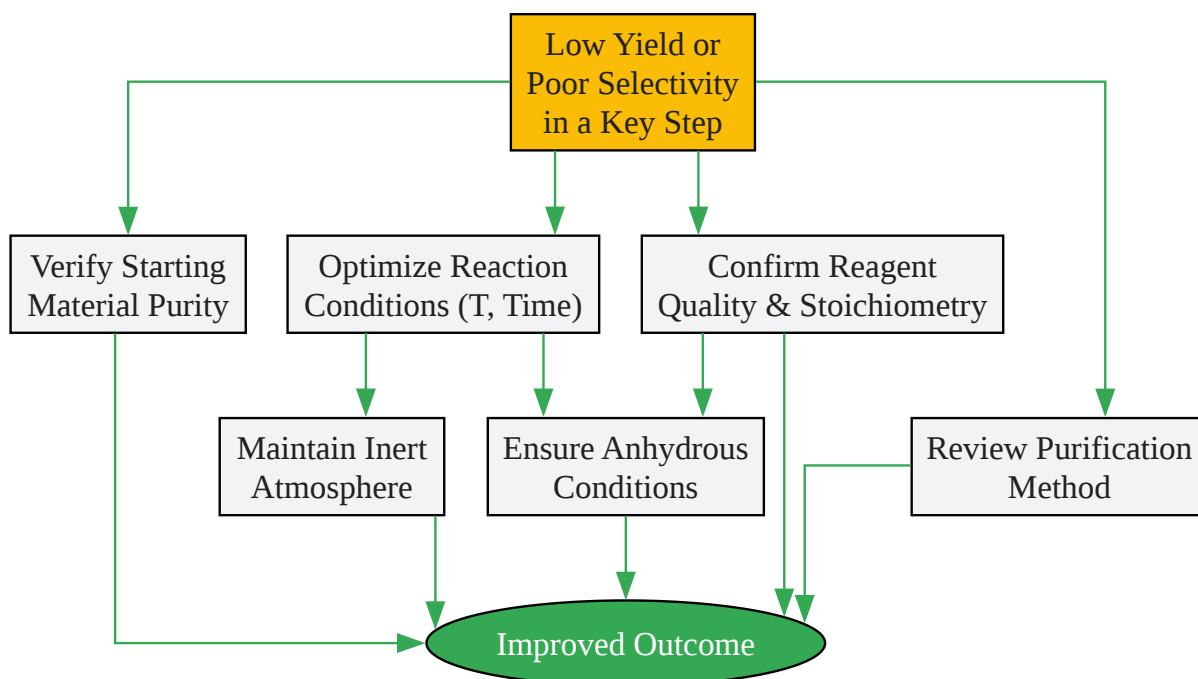 Low Yield or
Poor Selectivity
in a Key Step
Verify Starting
Material Purity
Optimize Reaction
Conditions (T, Time)
Confirm Reagent
Quality & Stoichiometry
Maintain Inert
Atmosphere
Ensure Anhydrous
Conditions
Review Purification
Method
Improved Outcome